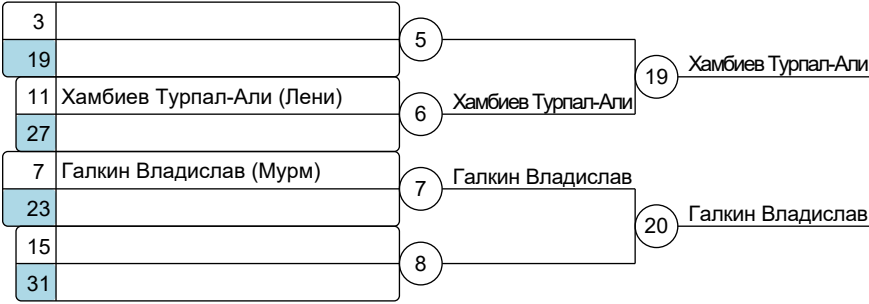 3
5
19
19 Хамбиев Турпал-Али
11 Хамбиев Турпал-Али (Лени)
6 Хамбиев Турпал-Али
27
7 Галкин Владислав (Мурм)
7 Галкин Владислав
23
20 Галкин Владислав
15
8
31